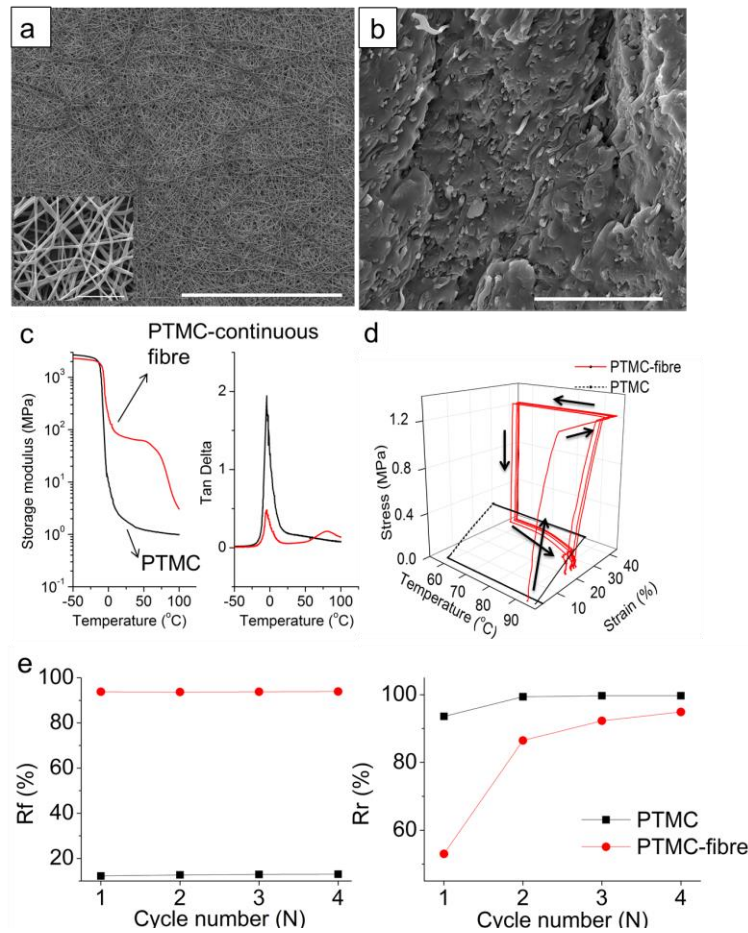 a
b
c
PTMC-continuous
fibre
Storage modulus (MPa)
10³
10²
10¹
10⁰
10⁻¹
-50 0 50 100
Temperature (°C)
PTMC
Tan Delta
2
1
0
-50 0 50 100
Temperature (°C)
d
PTMC-fibre
PTMC
Stress (MPa)
1.2
0.8
0.4
0.0
60 70 80 90
Temperature (°C)
10 20 30 40
Strain (%)
e
Rf (%)
100
80
60
40
20
1 2 3 4
Cycle number (N)
Rr (%)
100
80
60
PTMC
PTMC-fibre
1 2 3 4
Cycle number (N)